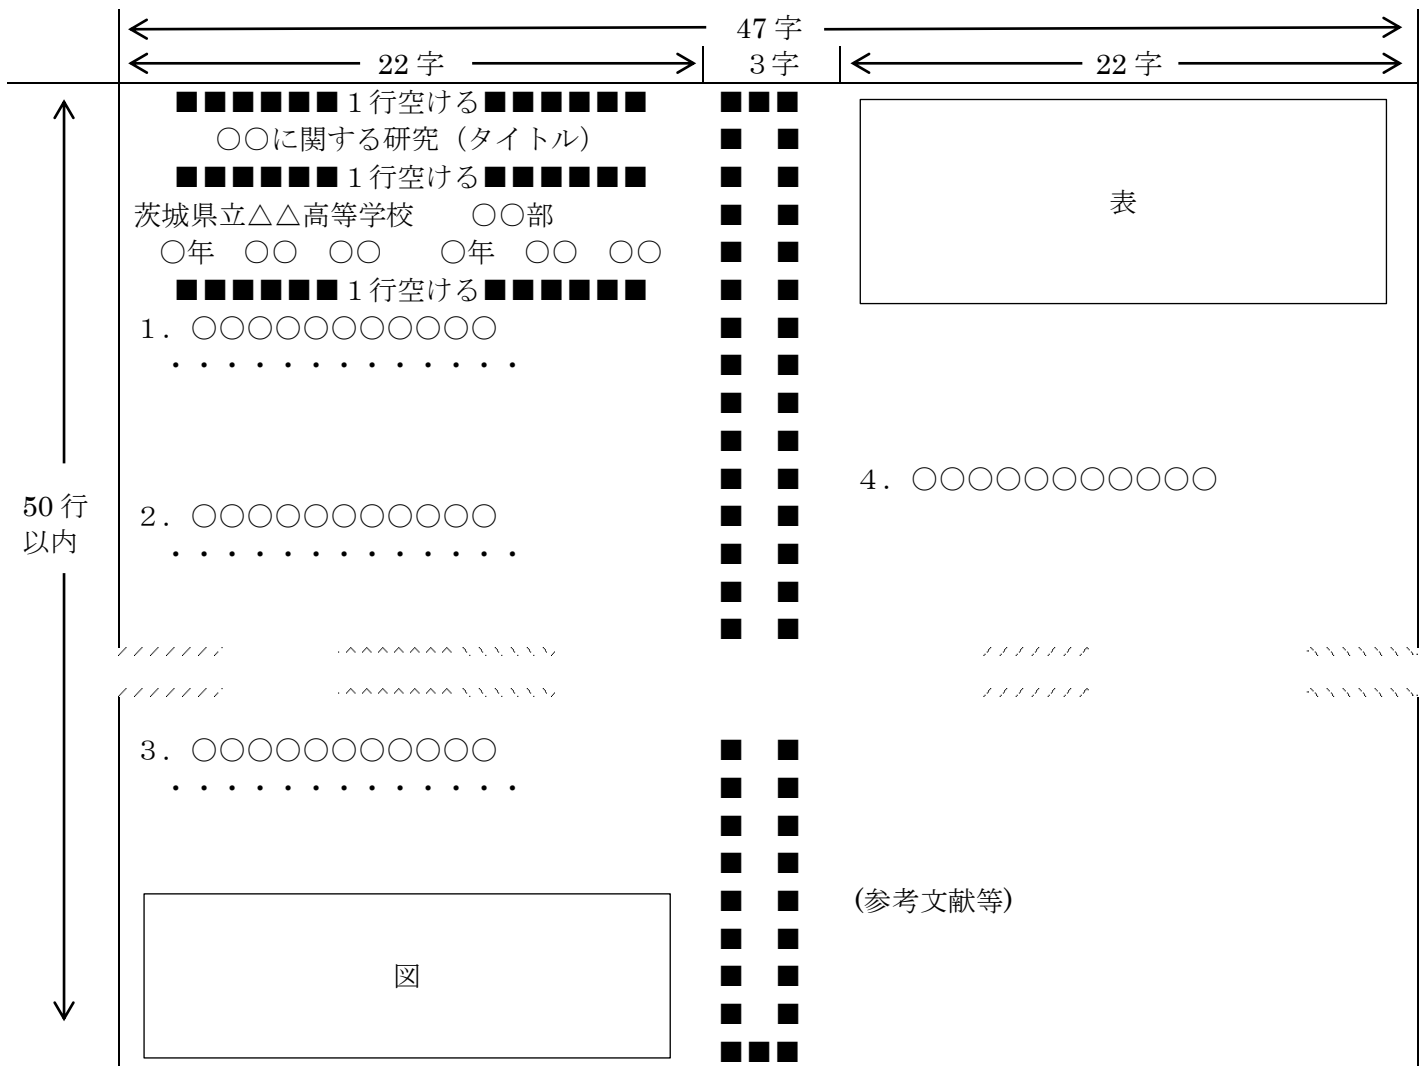 47字
22字
3字
22字
50行
以内
■■■■■■1行空ける■■■■■■
○○に関する研究（タイトル）
■■■■■■1行空ける■■■■■■
茨城県立△△高等学校　　○○部
○年　○○　○○　　○年　○○　○○
■■■■■■1行空ける■■■■■■
１．○○○○○○○○○○○
・・・・・・・・・・・・・
２．○○○○○○○○○○○
・・・・・・・・・・・・・
３．○○○○○○○○○○○
・・・・・・・・・・・・・
図
表
４．○○○○○○○○○○○
(参考文献等)